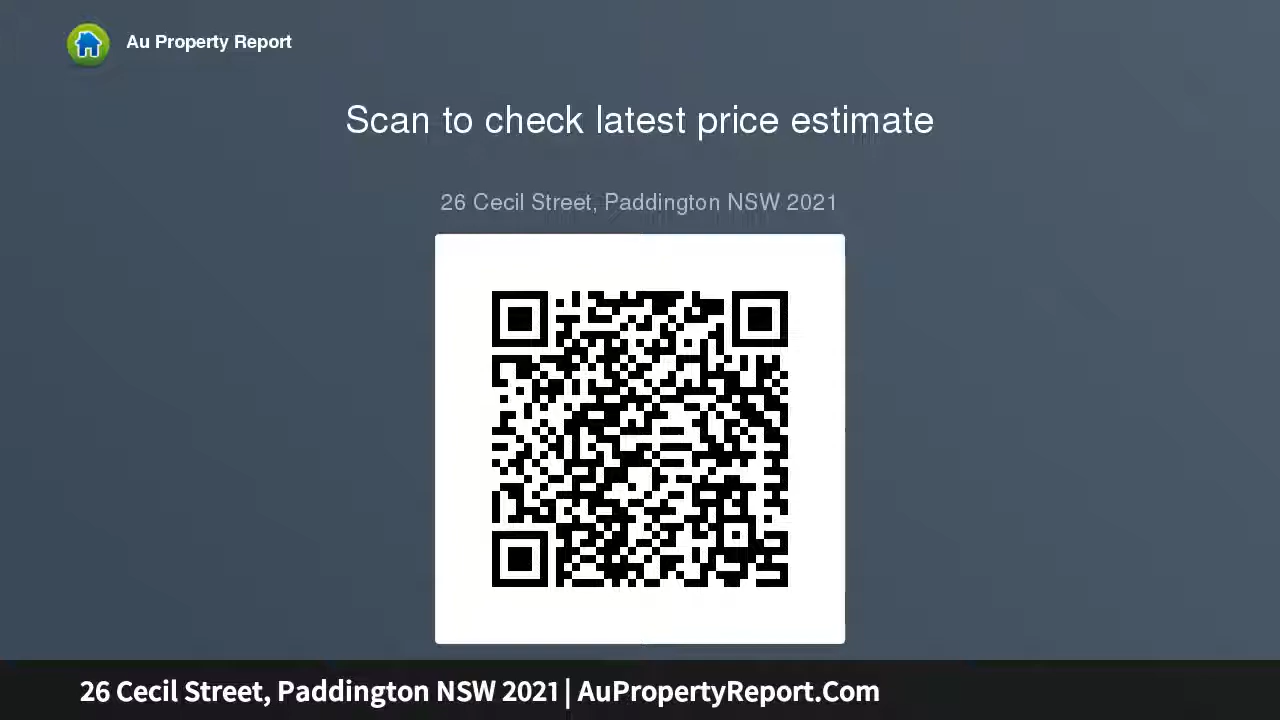 Au Property Report
Scan to check latest price estimate
26 Cecil Street, Paddington NSW 2021
26 Cecil Street, Paddington NSW 2021 | AuPropertyReport.Com